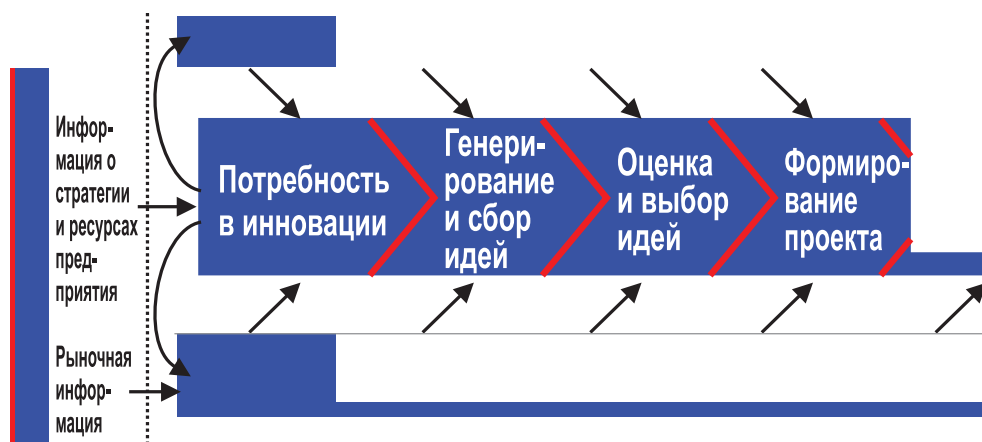 Инфор-
мация о
стратегии
и ресурсах
пред-
приятия
Рыночная
инфор-
мация
Потребность
в инновации
Генери-
рование
и сбор
идей
Оценка
и выбор
идей
Формиро-
вание
проекта